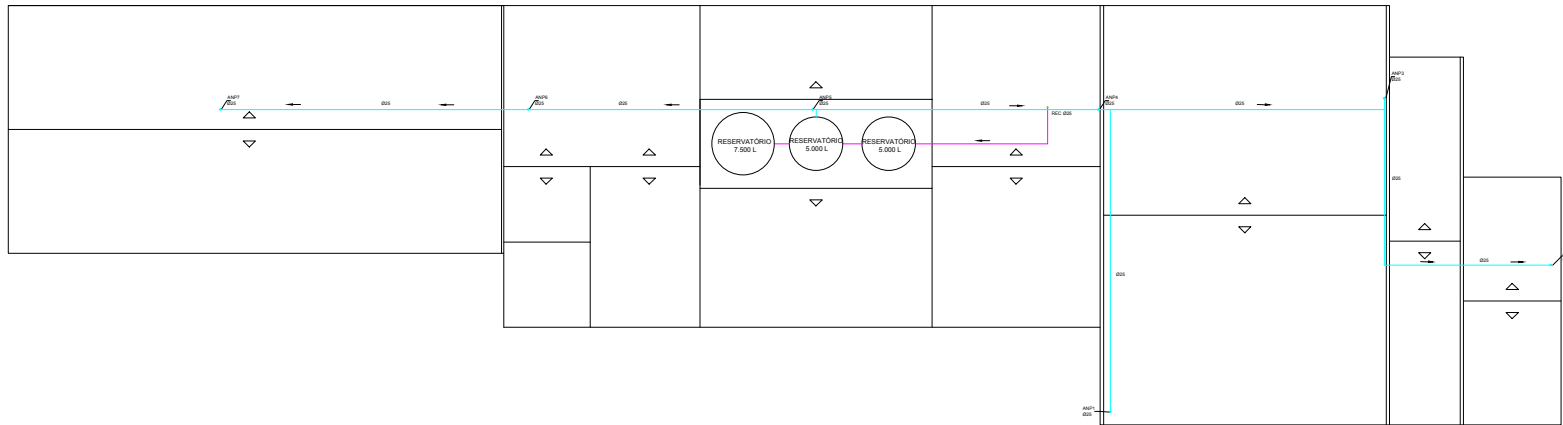 ANP7
Ø25
Ø25
ANP6
Ø25
Ø25
ANP5
Ø25
Ø25
REC Ø25
ANP4
Ø25
Ø25
ANP3
Ø25
RESERVATÓRIO
7.500 L
RESERVATÓRIO
5.000 L
RESERVATÓRIO
5.000 L
Ø25
Ø25
Ø25
ANP1
Ø25